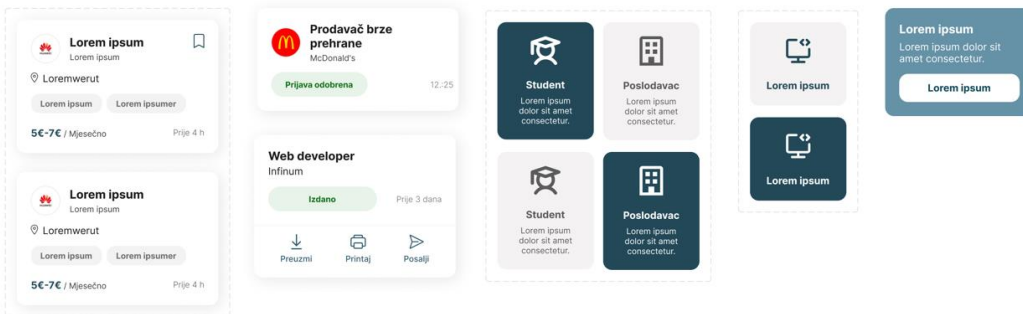 Lorem ipsum
Lorem ipsum
Loremwerut
Lorem ipsum
Lorem ipsumer
5€-7€ / Mjesečno
Prije 4 h
Lorem ipsum
Lorem ipsum
Loremwerut
Lorem ipsum
Lorem ipsumer
5€-7€ / Mjesečno
Prije 4 h
Prodavač brze
prehrane
McDonald's
Prijava odobrena
12.:25
Web developer
Infinum
Izdano
Prije 3 dana
Preuzmi
Printaj
Posalji
Student
Lorem ipsum
dolor sit amet
consectetur.
Poslodavac
Lorem ipsum
dolor sit amet
consectetur.
Student
Lorem ipsum
dolor sit amet
consectetur.
Poslodavac
Lorem ipsum
dolor sit amet
consectetur.
Lorem ipsum
Lorem ipsum
Lorem ipsum
Lorem ipsum dolor sit
amet consectetur.
Lorem ipsum